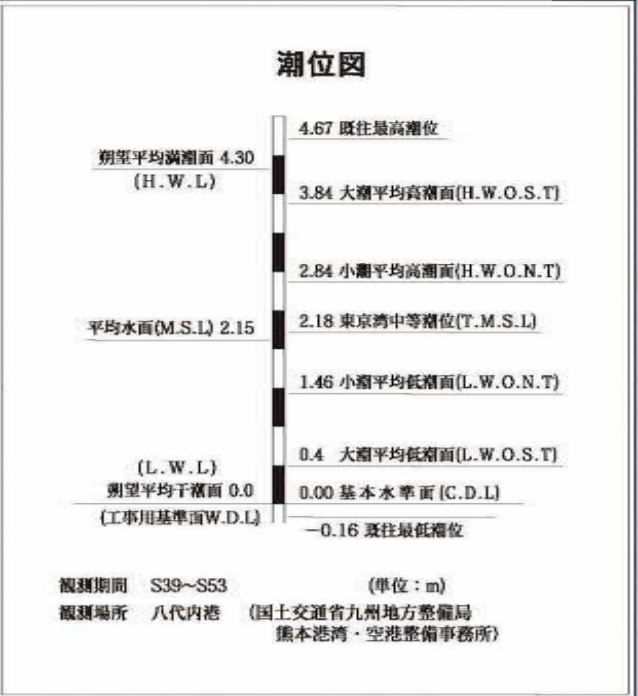 潮位図
4.67 既往最高潮位
朔望平均満潮面 4.30
(H.W.L)
3.84 大潮平均高潮面(H.W.O.S.T)
2.84 小潮平均高潮面(H.W.O.N.T)
平均水面(M.S.L) 2.15
2.18 東京湾中等潮位(T.M.S.L)
1.46 小潮平均低潮面(L.W.O.N.T)
0.4 大潮平均低潮面(L.W.O.S.T)
(L.W.L)
朔望平均干潮面 0.0
0.00 基本水準面(C.D.L)
(工事用基準面W.D.L)
−0.16 既往最低潮位
観測期間 S39～S53 (単位：m)
観測場所 八代内港 (国土交通省九州地方整備局
熊本港湾・空港整備事務所)